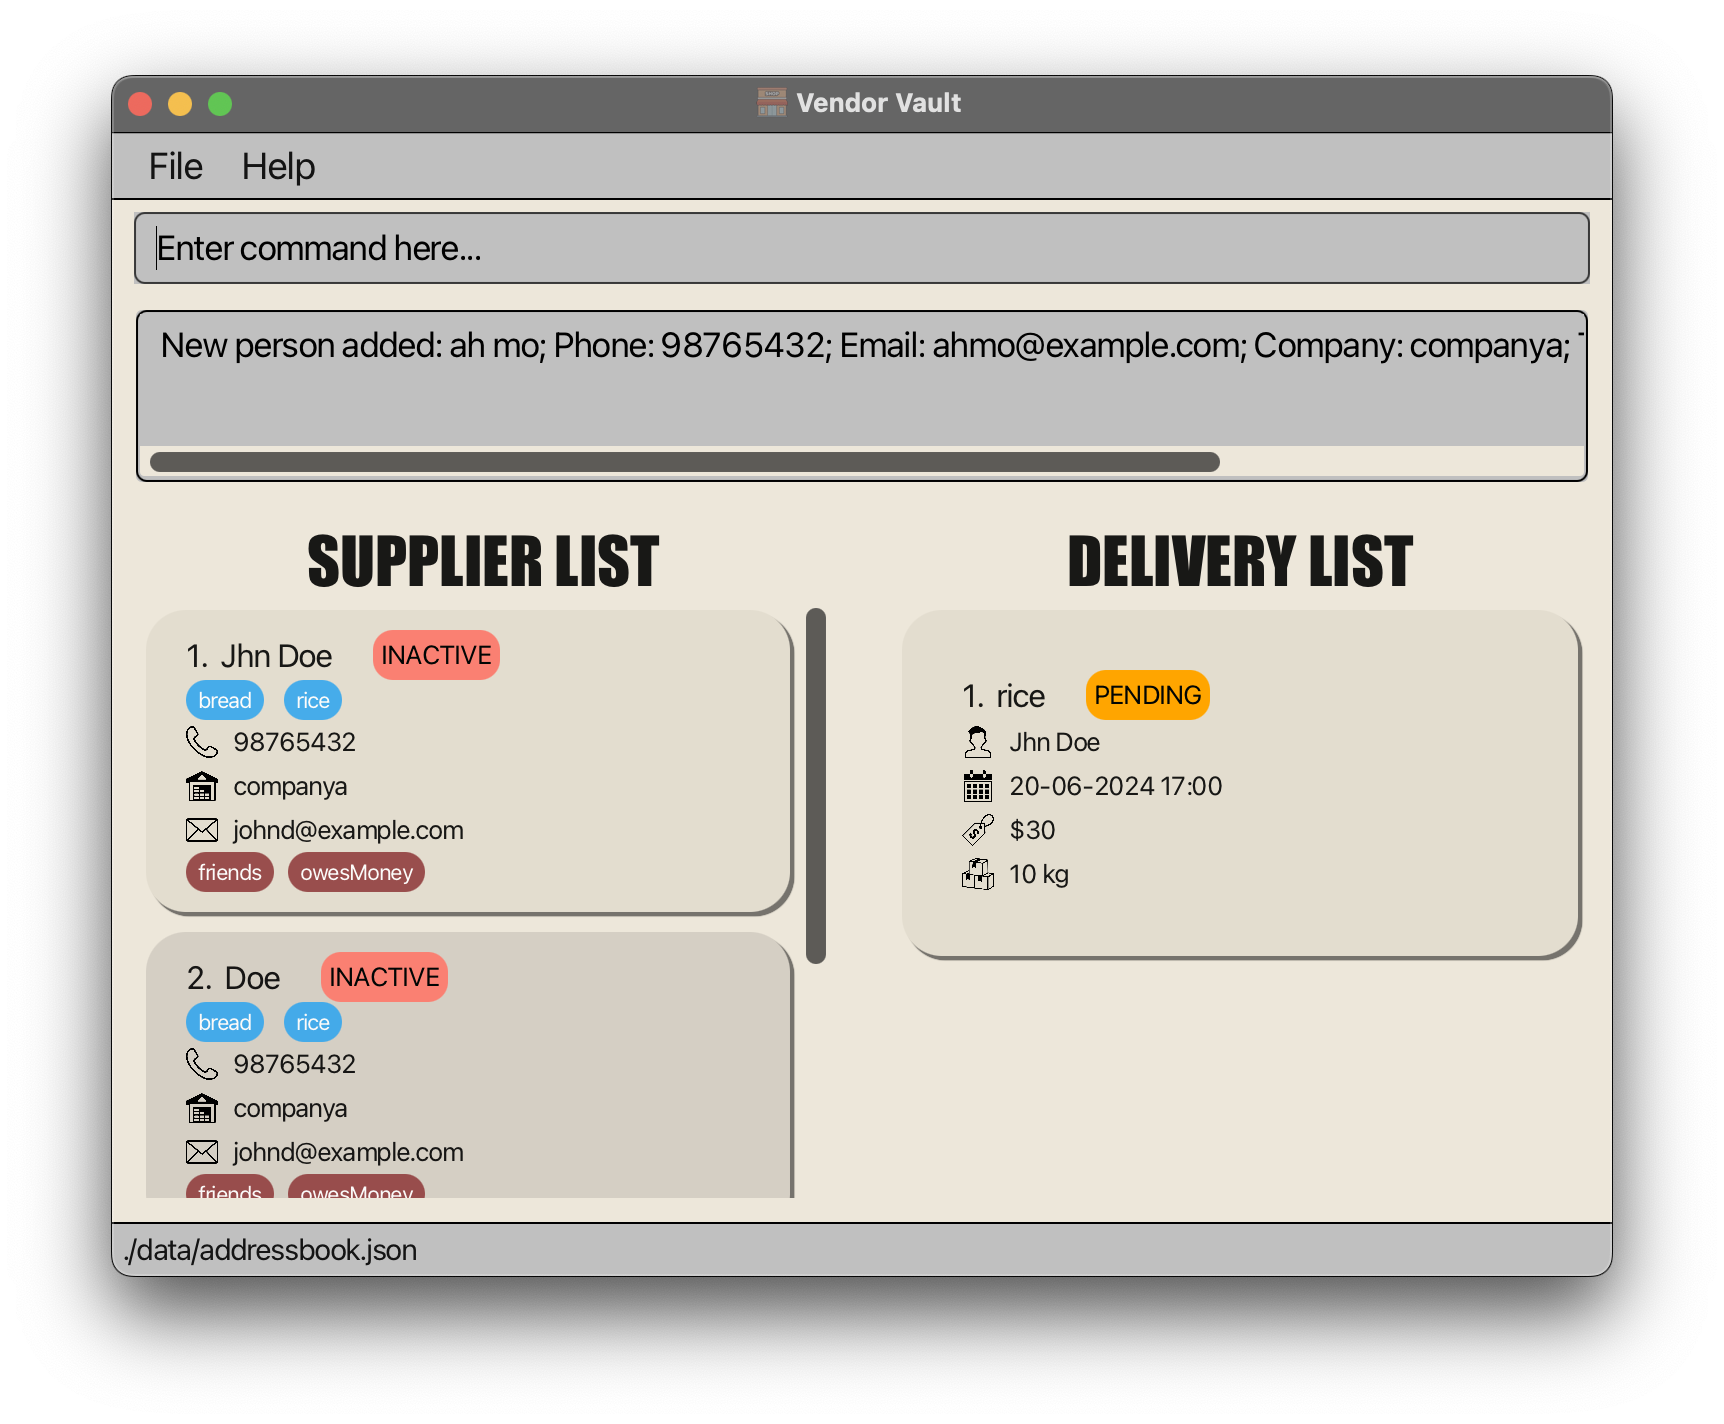 Vendor Vault
File Help
Enter command here...
New person added: ah mo; Phone: 98765432; Email: ahmo@example.com; Company: companya;
SUPPLIER LIST
1. Jhn Doe INACTIVE
bread rice
98765432
companya
johnd@example.com
friends owesMoney
2. Doe INACTIVE
bread rice
98765432
companya
johnd@example.com
friends owesMoney
DELIVERY LIST
1. rice PENDING
Jhn Doe
20-06-2024 17:00
$30
10 kg
./data/addressbook.json